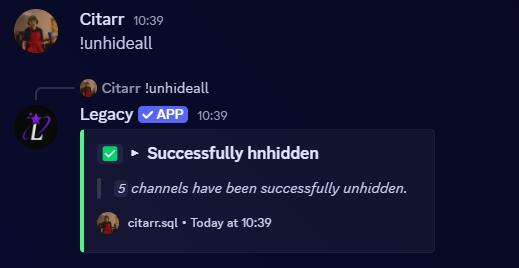 Citarr 10:39
!unhideall
Citarr !unhideall
Legacy ✓ APP 10:39
✅ ▸ Successfully hnhidden
5 channels have been successfully unhidden.
citarr.sql • Today at 10:39